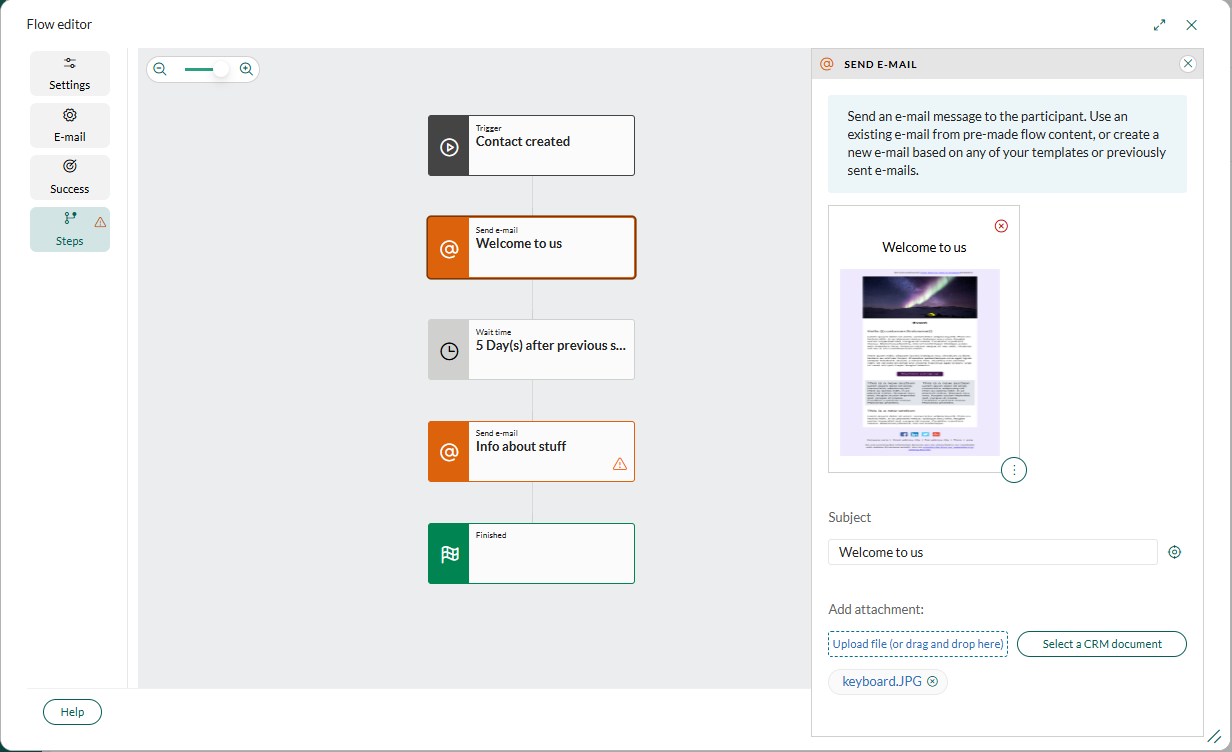 Flow editor
Settings
E-mail
Success
Steps
Trigger
Contact created
Send e-mail
Welcome to us
Wait time
5 Day(s) after previous s...
Send e-mail
Info about stuff
Finished
SEND E-MAIL
Send an e-mail message to the participant. Use an
existing e-mail from pre-made flow content, or create a
new e-mail based on any of your templates or previously
sent e-mails.
Welcome to us
Subject
Welcome to us
Add attachment:
Upload file (or drag and drop here)
Select a CRM document
keyboard.JPG
Help